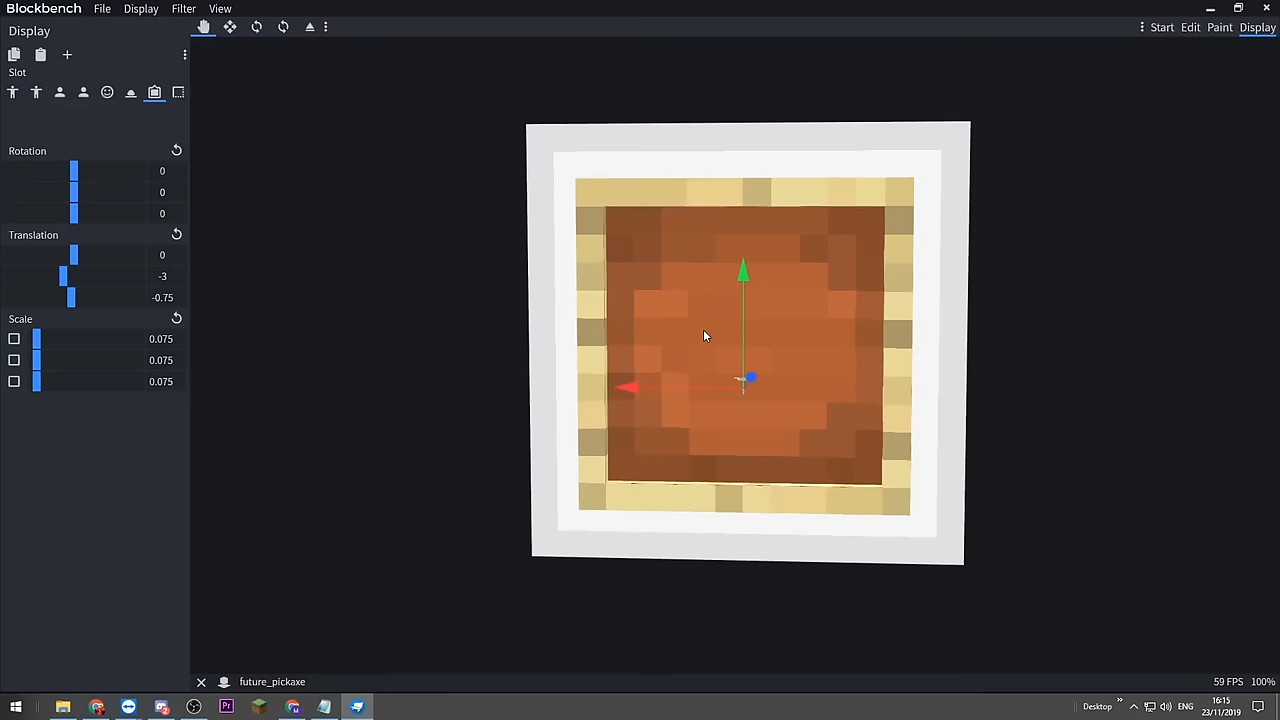 Blockbench File Display Filter View
Display
Start Edit Paint Display
Slot
Rotation
0
0
0
Translation
0
-3
-0.75
Scale
0.075
0.075
0.075
future_pickaxe
59 FPS 100%
Pr
Desktop
ENG
16:15
23/11/2019